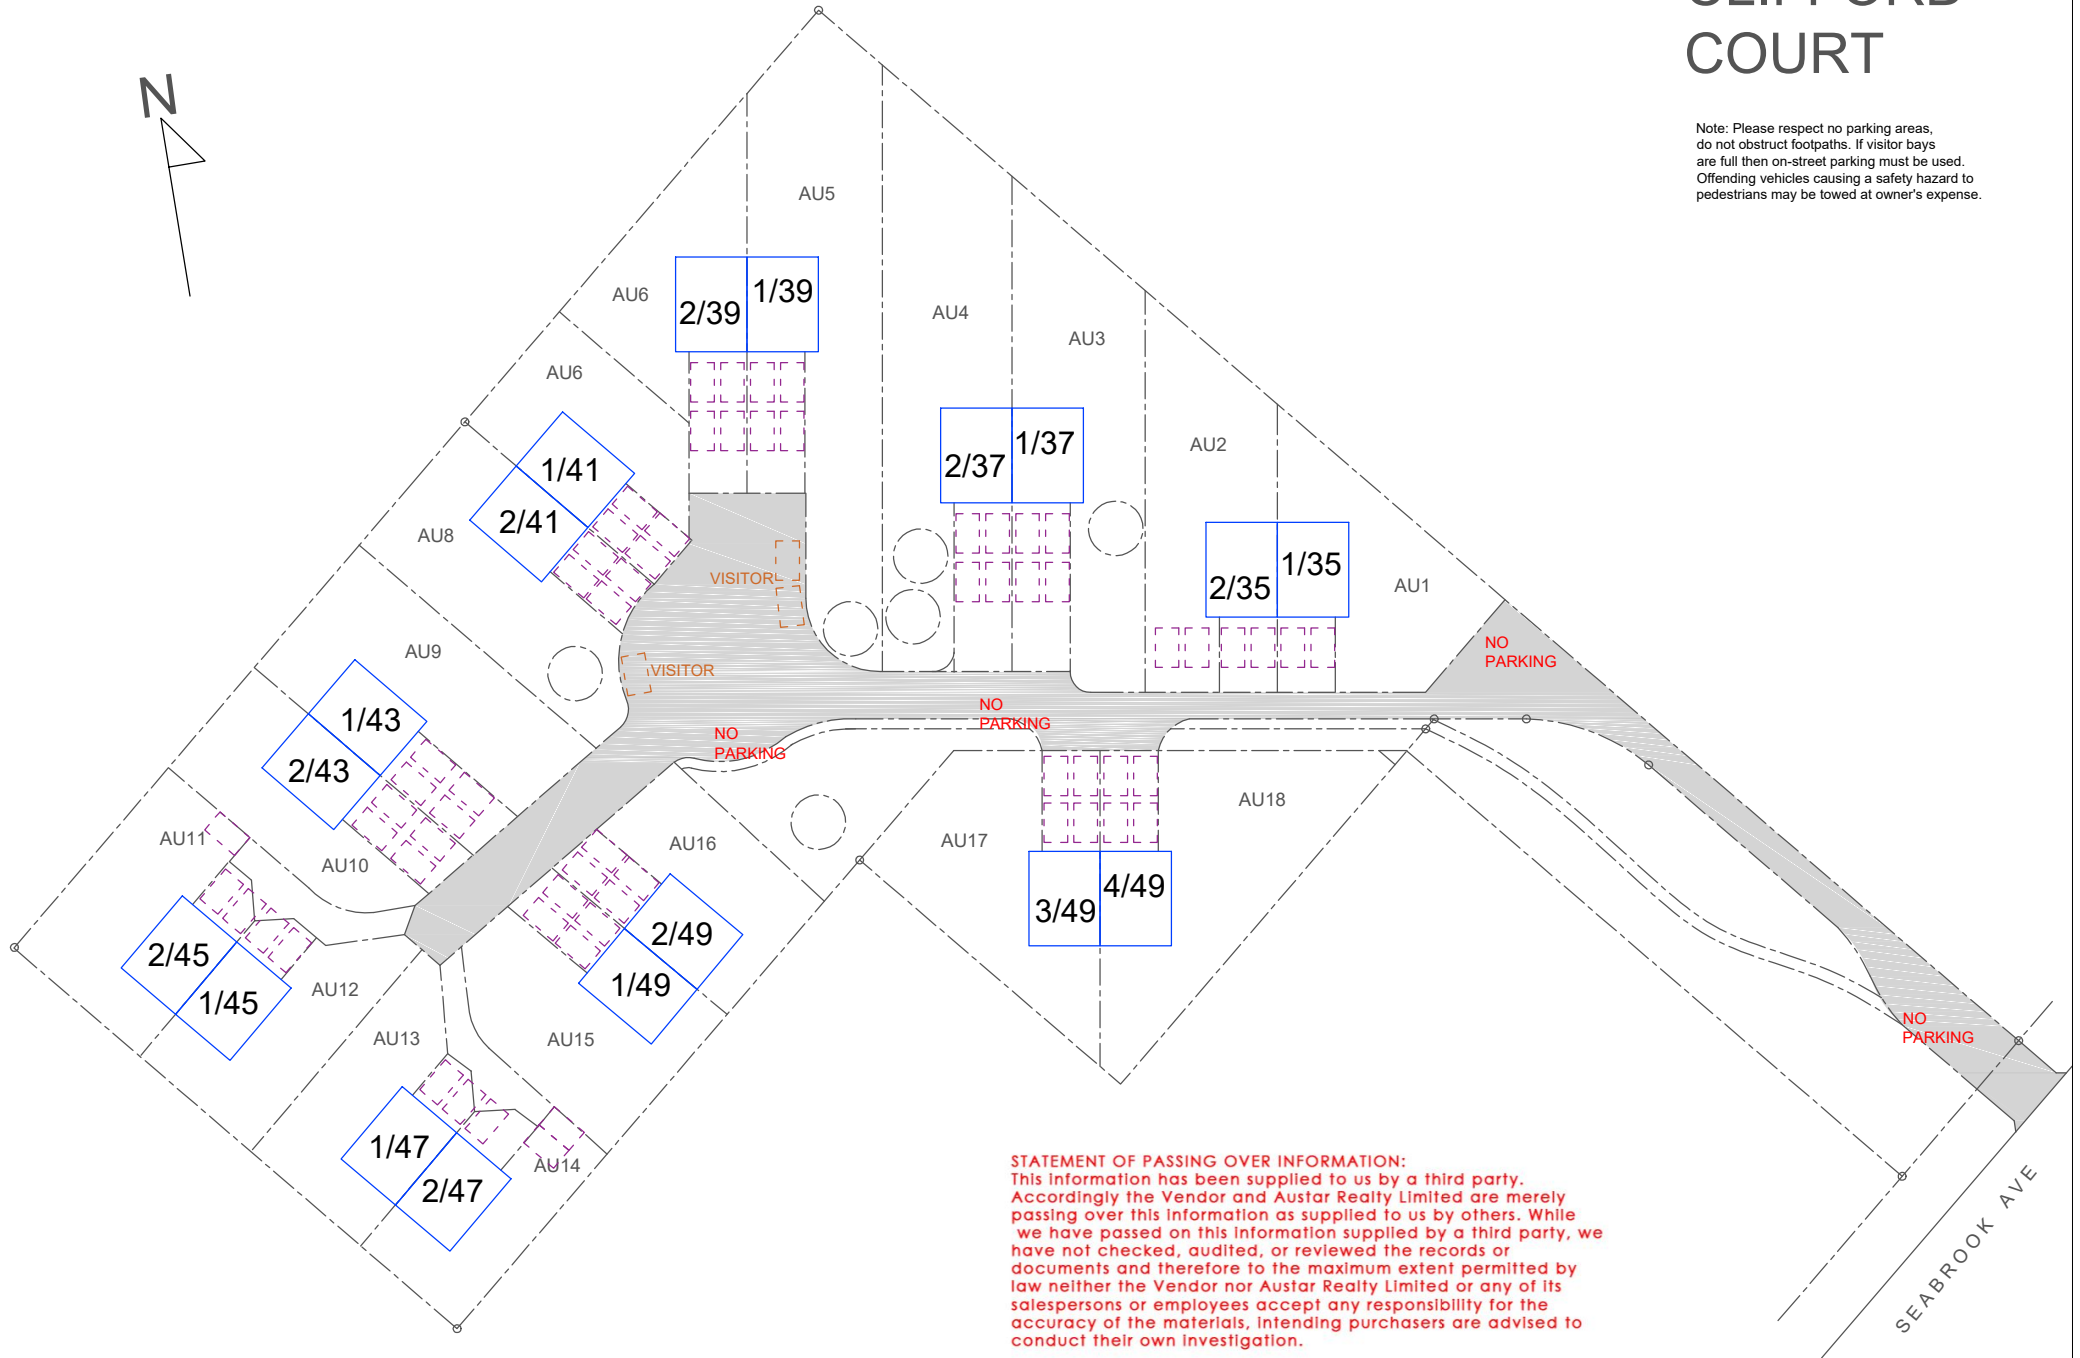 CLIFFORD
COURT
N
Note: Please respect no parking areas,
do not obstruct footpaths. If visitor bays
are full then on-street parking must be used.
Offending vehicles causing a safety hazard to
pedestrians may be towed at owner's expense.
AU5
AU6
2/39
1/39
AU4
AU3
AU6
1/41
2/41
AU8
2/37
1/37
AU2
2/35
1/35
AU1
VISITOR
VISITOR
NO
PARKING
NO
PARKING
NO
PARKING
AU9
1/43
2/43
AU11
AU10
AU16
AU17
AU18
3/49
4/49
2/49
1/49
2/45
1/45
AU12
AU13
AU15
NO
PARKING
1/47
2/47
AU14
SEABROOK AVE
STATEMENT OF PASSING OVER INFORMATION:
This information has been supplied to us by a third party.
Accordingly the Vendor and Austar Realty Limited are merely
passing over this information as supplied to us by others. While
we have passed on this information supplied by a third party, we
have not checked, audited, or reviewed the records or
documents and therefore to the maximum extent permitted by
law neither the Vendor nor Austar Realty Limited or any of its
salespersons or employees accept any responsibility for the
accuracy of the materials, intending purchasers are advised to
conduct their own investigation.